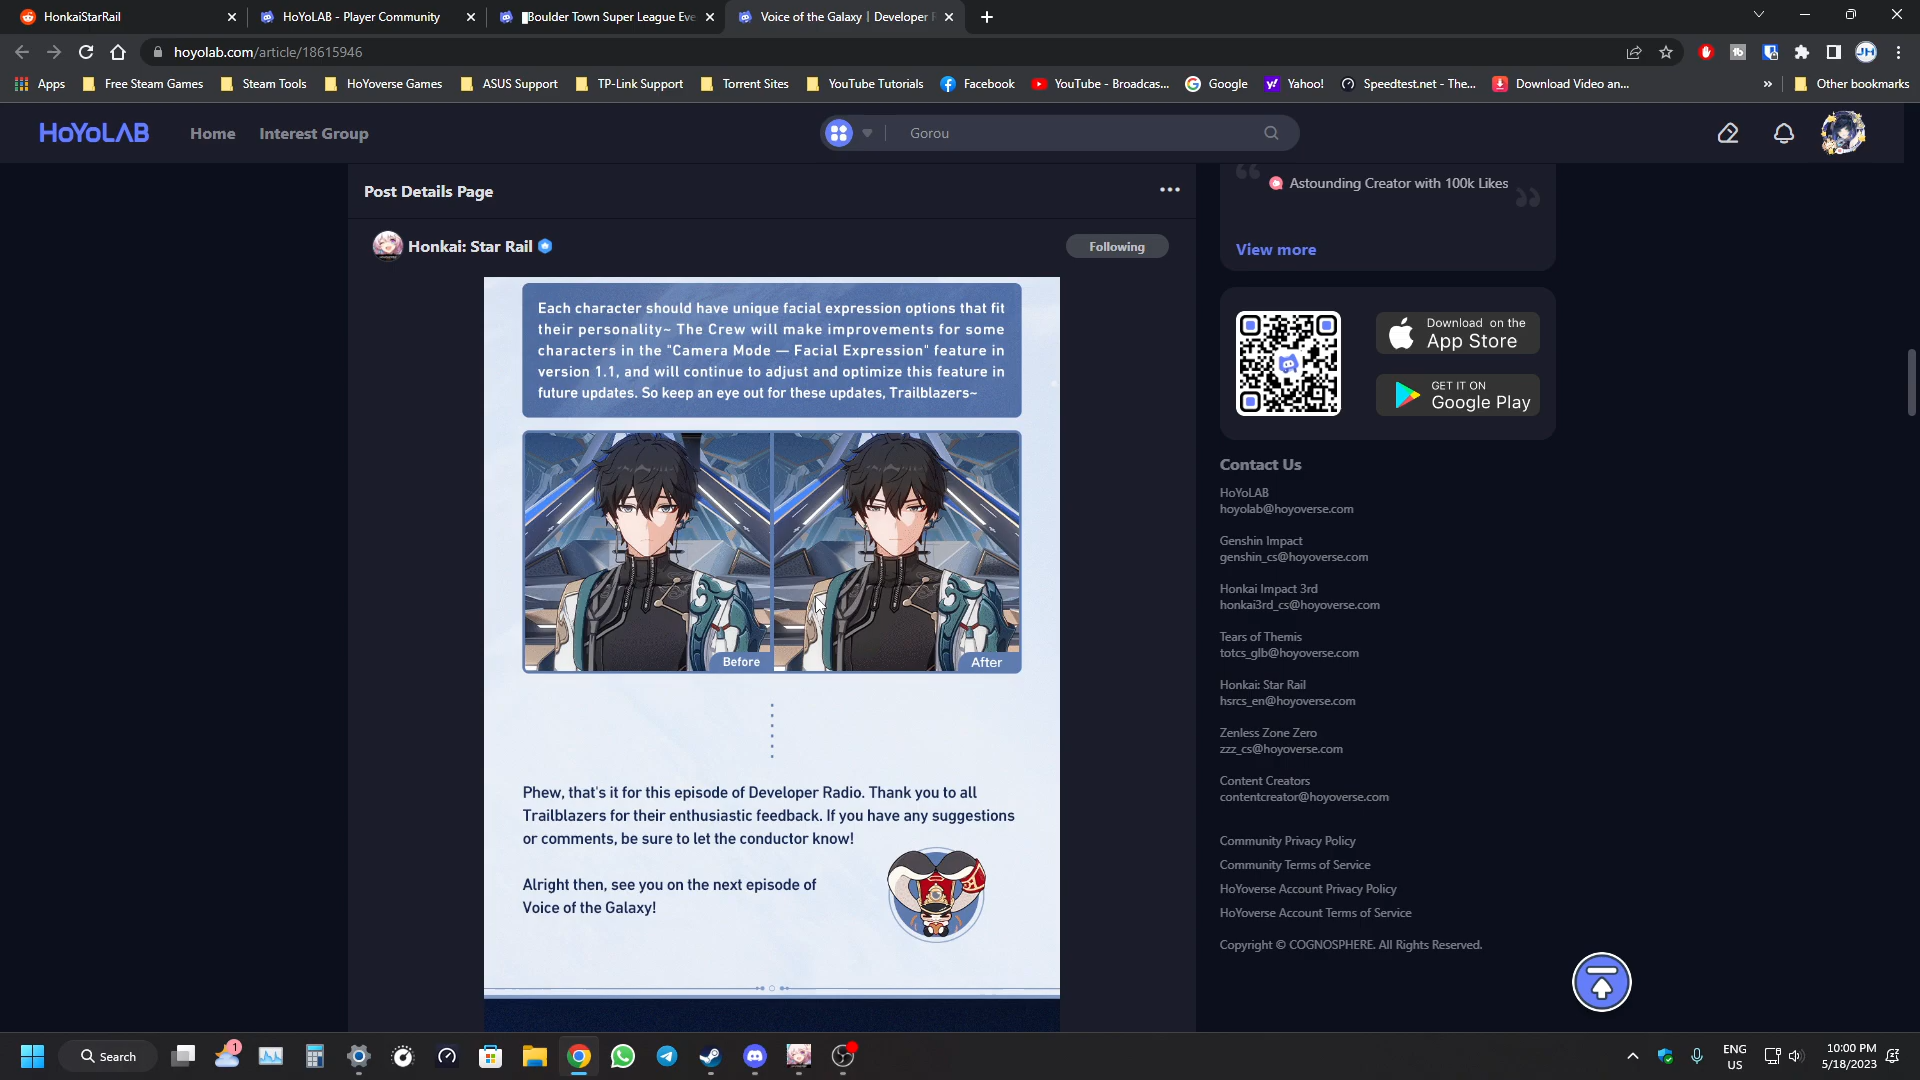 HonkaiStarRail
HoYoLAB - Player Community
Boulder Town Super League Eve
Voice of the Galaxy | Developer
hoyolab.com/article/18615946
JH
Apps
Free Steam Games
Steam Tools
HoYoverse Games
ASUS Support
TP-Link Support
Torrent Sites
YouTube Tutorials
Facebook
YouTube - Broadcas...
Google
Yahoo!
Speedtest.net - The...
Download Video an...
»
Other bookmarks
HoYoLAB
Home
Interest Group
Gorou
Post Details Page
Honkai: Star Rail
Following
Each character should have unique facial expression options that fit
their personality~ The Crew will make improvements for some
characters in the "Camera Mode — Facial Expression" feature in
version 1.1, and will continue to adjust and optimize this feature in
future updates. So keep an eye out for these updates, Trailblazers~
Before
After
Phew, that's it for this episode of Developer Radio. Thank you to all
Trailblazers for their enthusiastic feedback. If you have any suggestions
or comments, be sure to let the conductor know!
Alright then, see you on the next episode of
Voice of the Galaxy!
Astounding Creator with 100k Likes
View more
Download on the
App Store
GET IT ON
Google Play
Contact Us
HoYoLAB
hoyolab@hoyoverse.com
Genshin Impact
genshin_cs@hoyoverse.com
Honkai Impact 3rd
honkai3rd_cs@hoyoverse.com
Tears of Themis
totcs_glb@hoyoverse.com
Honkai: Star Rail
hsrcs_en@hoyoverse.com
Zenless Zone Zero
zzz_cs@hoyoverse.com
Content Creators
contentcreator@hoyoverse.com
Community Privacy Policy
Community Terms of Service
HoYoverse Account Privacy Policy
HoYoverse Account Terms of Service
Copyright © COGNOSPHERE. All Rights Reserved.
Search
1
ENG
US
10:00 PM
5/18/2023